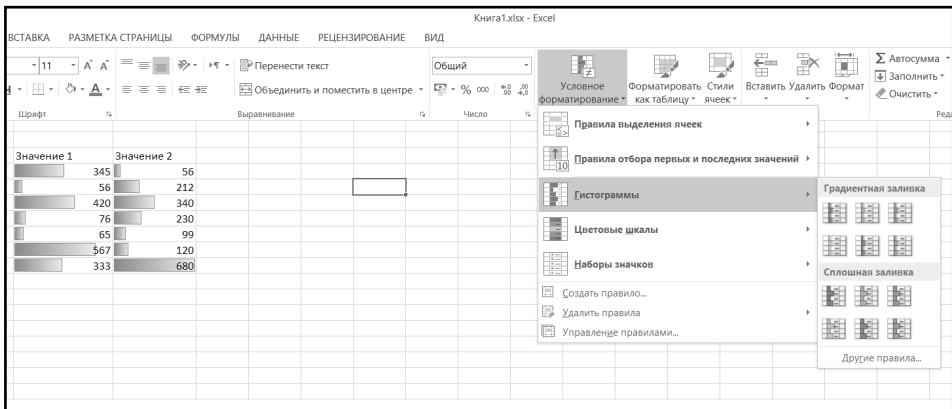 Книга1.xlsx - Excel
ВСТАВКА РАЗМЕТКА СТРАНИЦЫ ФОРМУЛЫ ДАННЫЕ РЕЦЕНЗИРОВАНИЕ ВИД
11 A A Перенести текст Общий Автосумма
Ч A Объединить и поместить в центре % 000 Условное форматирование Форматировать как таблицу Стили ячеек Вставить Удалить Формат Заполнить
Очистить
Шрифт Выравнивание Число Реда
Правила выделения ячеек
Правила отбора первых и последних значений
Гистограммы
Цветовые шкалы
Наборы значков
Создать правило...
Удалить правила
Управление правилами...
Градиентная заливка
Сплошная заливка
Другие правила...
Значение 1 Значение 2
345 56
56 212
420 340
76 230
65 99
567 120
333 680